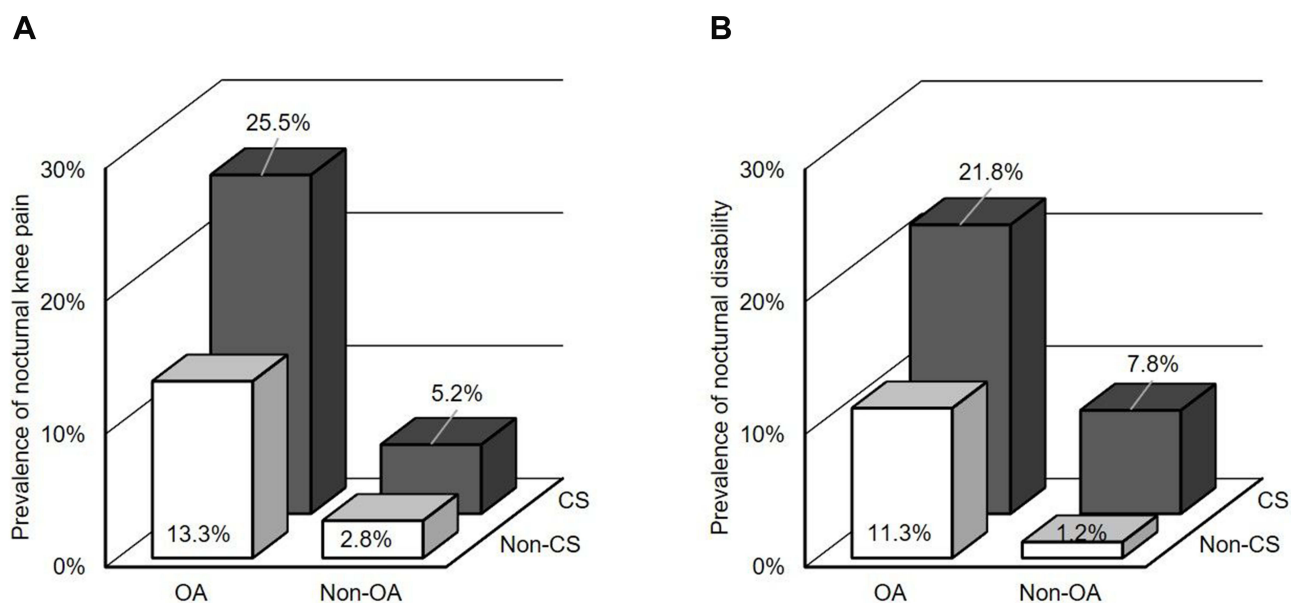 A
Prevalence of nocturnal knee pain
30%
20%
10%
0%
25.5%
5.2%
13.3%
2.8%
CS
Non-CS
OA
Non-OA
B
Prevalence of nocturnal disability
30%
20%
10%
0%
21.8%
7.8%
11.3%
1.2%
CS
Non-CS
OA
Non-OA